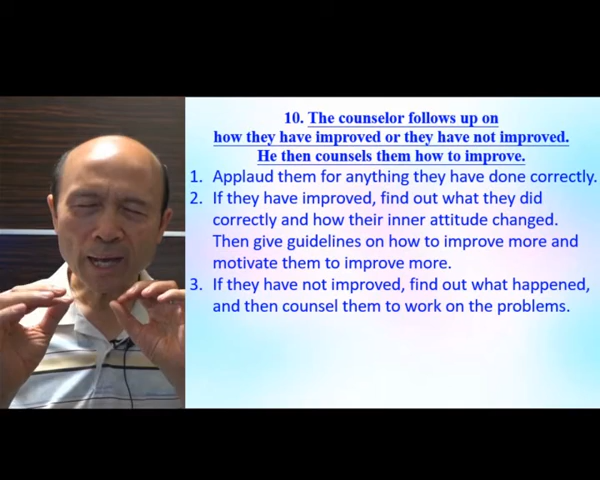 10. The counselor follows up on
how they have improved or they have not improved.
He then counsels them how to improve.
1. Applaud them for anything they have done correctly.
2. If they have improved, find out what they did
correctly and how their inner attitude changed.
Then give guidelines on how to improve more and
motivate them to improve more.
3. If they have not improved, find out what happened,
and then counsel them to work on the problems.